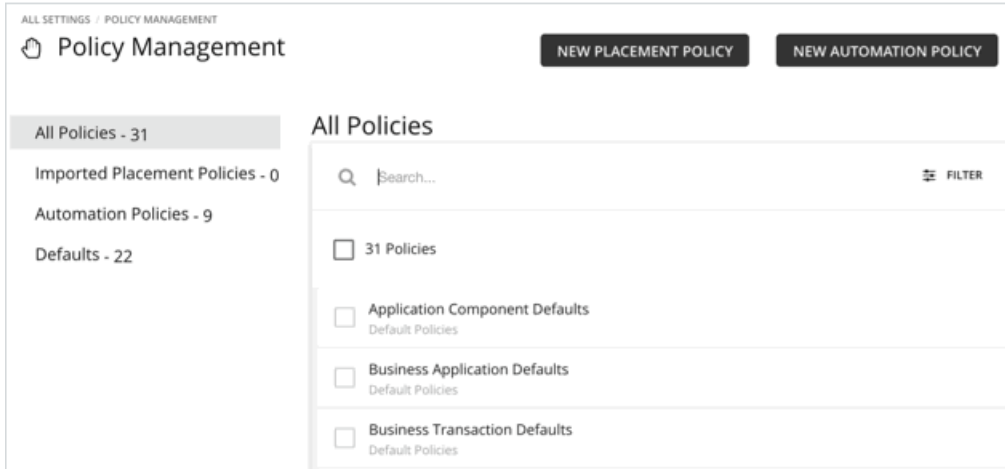 ALL SETTINGS / POLICY MANAGEMENT
Policy Management
NEW PLACEMENT POLICY
NEW AUTOMATION POLICY
All Policies - 31
Imported Placement Policies - 0
Automation Policies - 9
Defaults - 22
All Policies
Search...
FILTER
31 Policies
Application Component Defaults
Default Policies
Business Application Defaults
Default Policies
Business Transaction Defaults
Default Policies